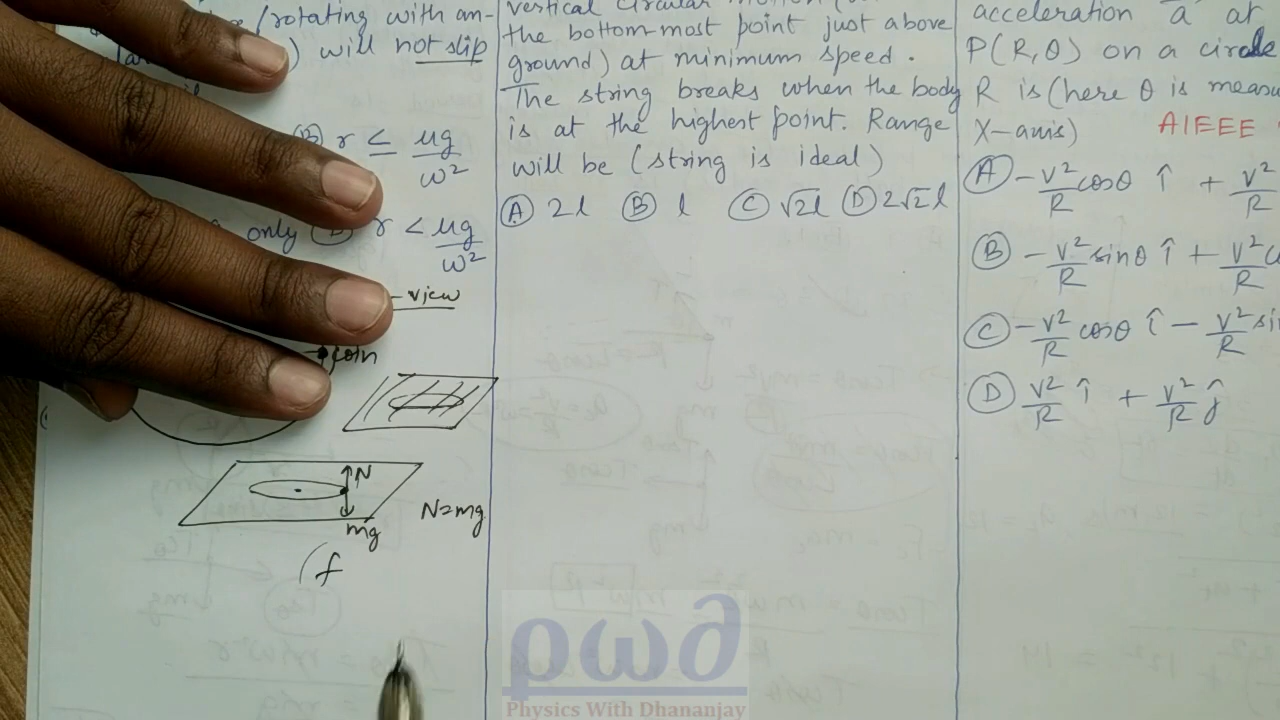 (rotating with an-
) will not slip
(B) r ≤ μg/ω²
only (D) r < μg/ω²
view
coin
N
mg
N=mg
(f
vertical circular
the bottom-most point just above
ground) at minimum speed.
The string breaks when the body
is at the highest point. Range
will be (string is ideal)
(A) 2l (B) l (C) √2l (D) 2√2 l
acceleration a at
P(R,θ) on a circle
R is (here θ is measu
X-axis) AIEEE
(A) -v²/R cosθ î + v²/R
(B) -v²/R sinθ î + v²/R c
(C) -v²/R cosθ î - v²/R sin
(D) v²/R î + v²/R ĵ
ρωd
Physics With Dhananjay